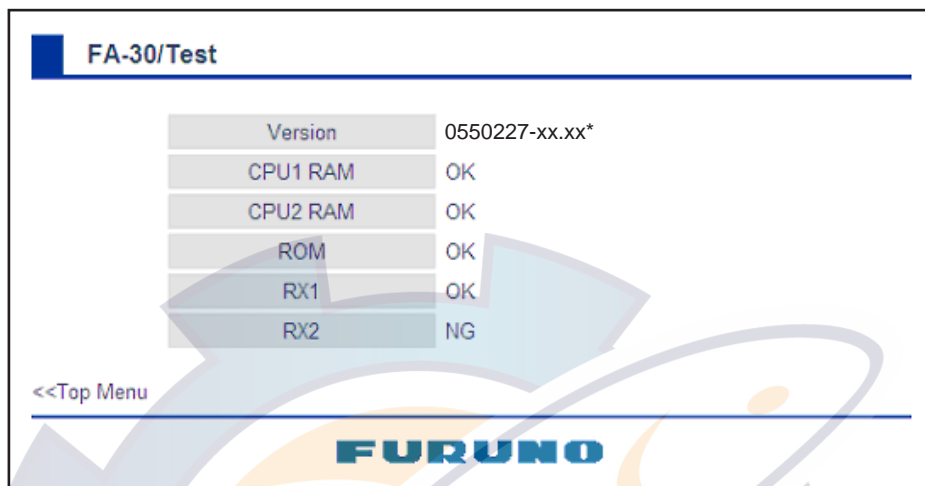 FA-30/Test
Version 0550227-xx.xx*
CPU1 RAM OK
CPU2 RAM OK
ROM OK
RX1 OK
RX2 NG
<<Top Menu
FURUNO